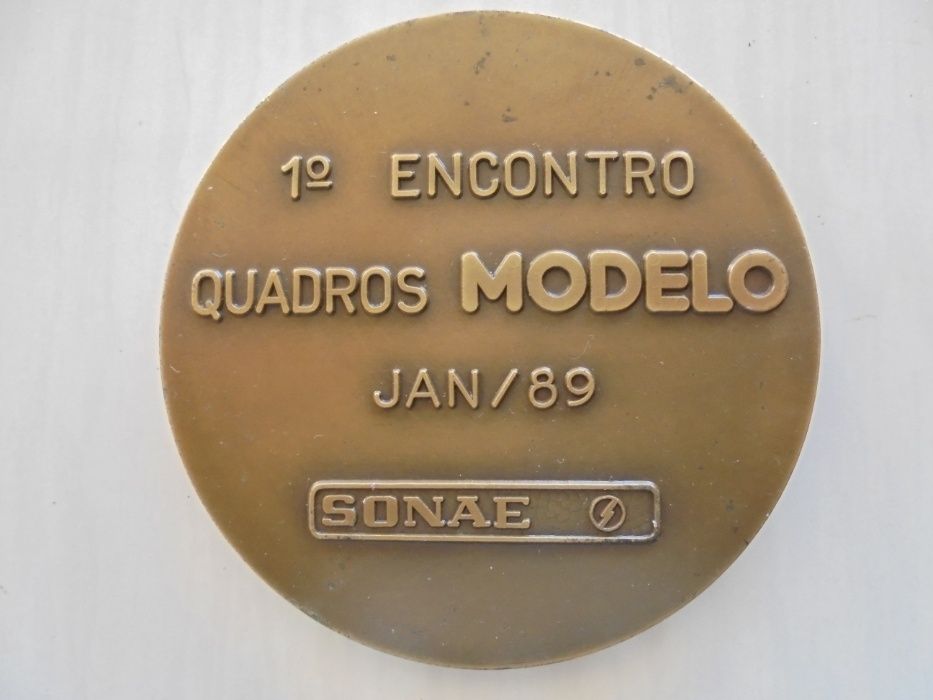 1º ENCONTRO
QUADROS MODELO
JAN/89
SONAE